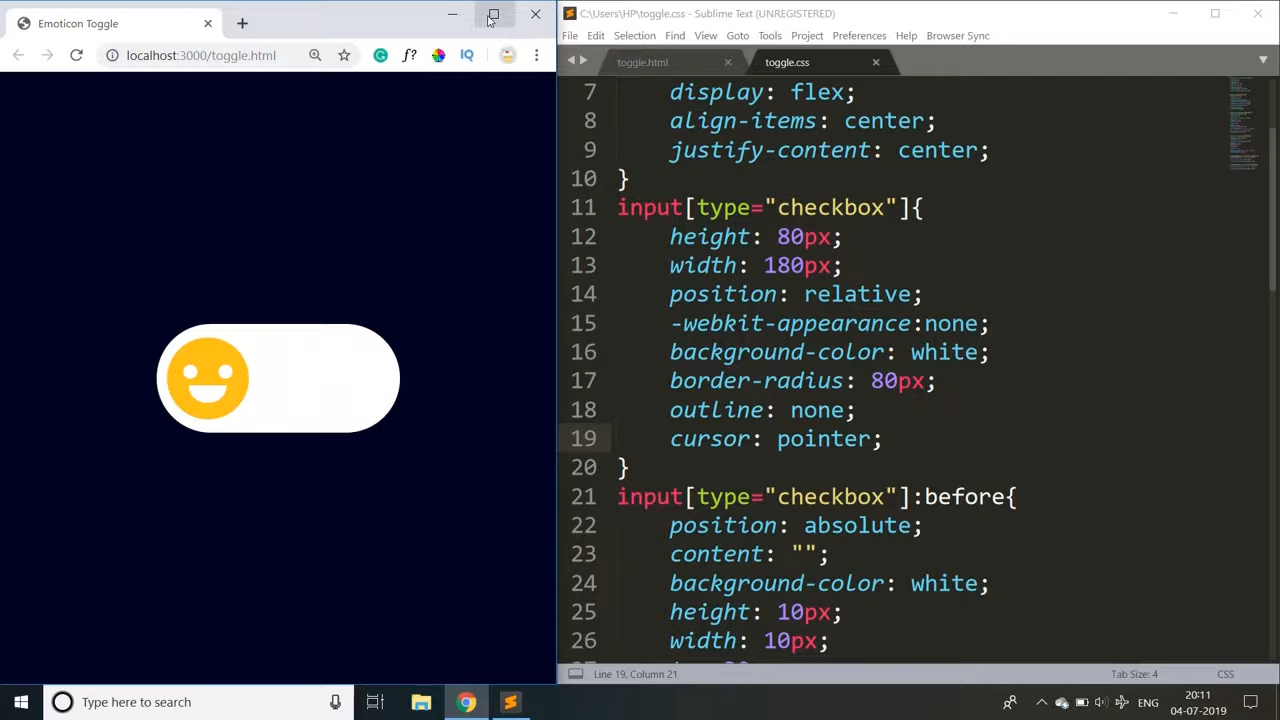 Emoticon Toggle
localhost:3000/toggle.html
f?
IQ
C:\Users\HP\toggle.css - Sublime Text (UNREGISTERED)
File Edit Selection Find View Goto Tools Project Preferences Help Browser Sync
toggle.html toggle.css
7 display: flex;
8 align-items: center;
9 justify-content: center;
10 }
11 input[type="checkbox"]{
12 height: 80px;
13 width: 180px;
14 position: relative;
15 -webkit-appearance:none;
16 background-color: white;
17 border-radius: 80px;
18 outline: none;
19 cursor: pointer;
20 }
21 input[type="checkbox"]:before{
22 position: absolute;
23 content: "";
24 background-color: white;
25 height: 10px;
26 width: 10px;
Line 19, Column 21 Tab Size: 4 CSS
Type here to search
ENG
20:11
04-07-2019